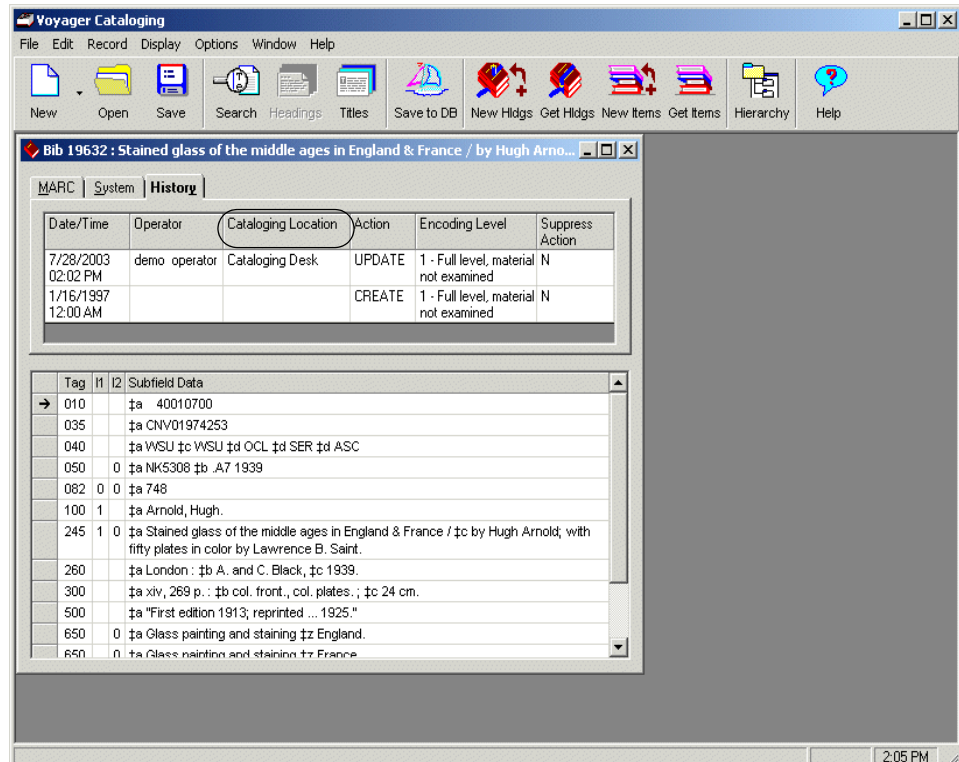 Voyager Cataloging
File Edit Record Display Options Window Help
New Open Save Search Headings Titles Save to DB New Hldgs Get Hldgs New Items Get Items Hierarchy Help
Bib 19632 : Stained glass of the middle ages in England & France / by Hugh Arno...
MARC System History
Date/Time Operator Cataloging Location Action Encoding Level Suppress Action
7/28/2003 02:02 PM demo operator Cataloging Desk UPDATE 1 - Full level, material not examined N
1/16/1997 12:00 AM CREATE 1 - Full level, material not examined N
Tag I1 I2 Subfield Data
010 ‡a 40010700
035 ‡a CNV01974253
040 ‡a WSU ‡c WSU ‡d OCL ‡d SER ‡d ASC
050 0 ‡a NK5308 ‡b .A7 1939
082 0 0 ‡a 748
100 1 ‡a Arnold, Hugh.
245 1 0 ‡a Stained glass of the middle ages in England & France / ‡c by Hugh Arnold; with
fifty plates in color by Lawrence B. Saint.
260 ‡a London : ‡b A. and C. Black, ‡c 1939.
300 ‡a xiv, 269 p. : ‡b col. front., col. plates. ; ‡c 24 cm.
500 ‡a "First edition 1913; reprinted ... 1925."
650 0 ‡a Glass painting and staining ‡z England.
650 0 ‡a Glass painting and staining ‡z France
2:05 PM